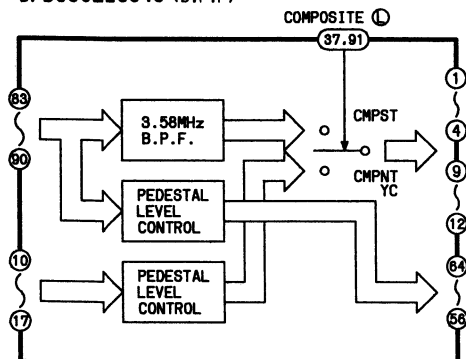 COMPOSITE Ⓛ
37.91
83
90
10
17
3.58MHz
B.P.F.
PEDESTAL
LEVEL
CONTROL
PEDESTAL
LEVEL
CONTROL
CMPST
CMPNT
YC
1
4
9
12
64
56